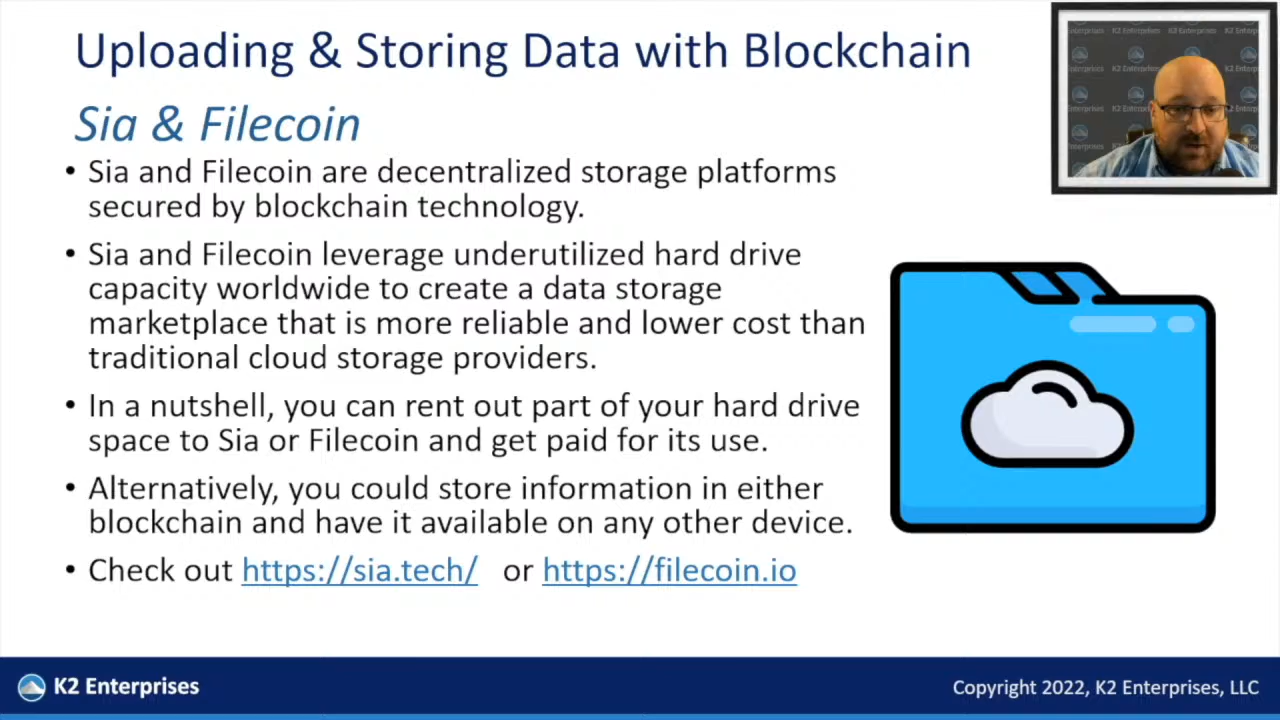 Uploading & Storing Data with Blockchain
Sia & Filecoin
• Sia and Filecoin are decentralized storage platforms
secured by blockchain technology.
• Sia and Filecoin leverage underutilized hard drive
capacity worldwide to create a data storage
marketplace that is more reliable and lower cost than
traditional cloud storage providers.
• In a nutshell, you can rent out part of your hard drive
space to Sia or Filecoin and get paid for its use.
• Alternatively, you could store information in either
blockchain and have it available on any other device.
• Check out https://sia.tech/ or https://filecoin.io
K2 Enterprises
Copyright 2022, K2 Enterprises, LLC